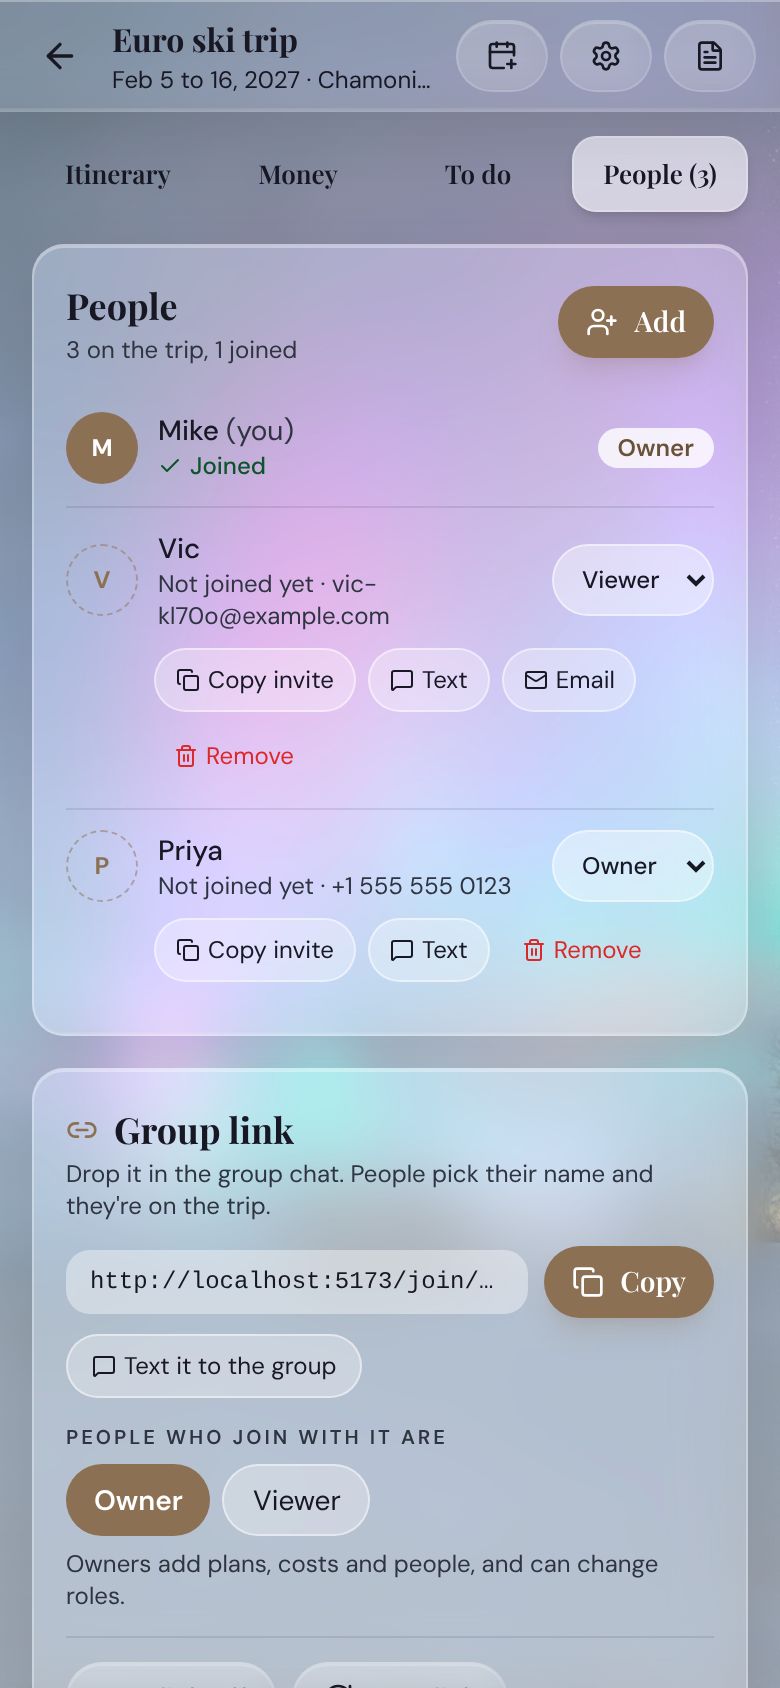 Euro ski trip
Feb 5 to 16, 2027 · Chamoni...
Itinerary
Money
To do
People (3)
People
Add
3 on the trip, 1 joined
M
Mike (you)
Joined
Owner
V
Vic
Not joined yet · vic-
kl70o@example.com
Viewer
Copy invite
Text
Email
Remove
P
Priya
Not joined yet · +1 555 555 0123
Owner
Copy invite
Text
Remove
Group link
Drop it in the group chat. People pick their name and
they're on the trip.
http://localhost:5173/join/…
Copy
Text it to the group
PEOPLE WHO JOIN WITH IT ARE
Owner
Viewer
Owners add plans, costs and people, and can change
roles.